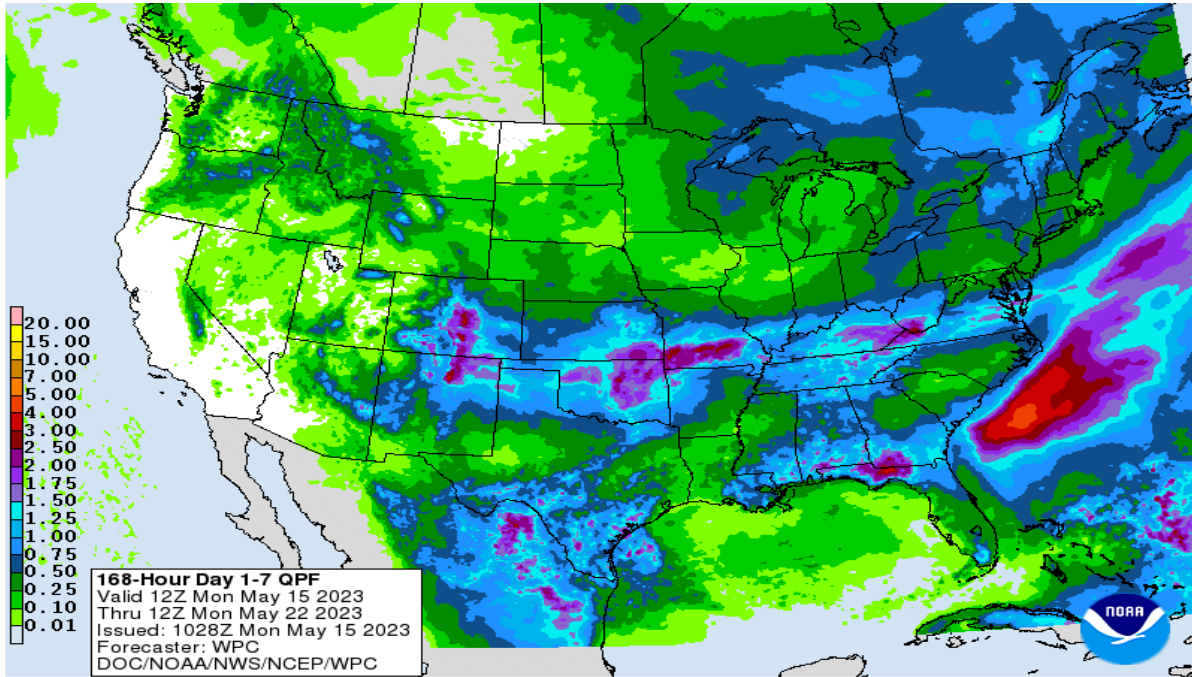 20.00
15.00
10.00
7.00
5.00
4.00
3.00
2.50
2.00
1.75
1.50
1.25
1.00
0.75
0.50
0.25
0.10
0.01
168-Hour Day 1-7 QPF
Valid 12Z Mon May 15 2023
Thru 12Z Mon May 22 2023
Issued: 1028Z Mon May 15 2023
Forecaster: WPC
DOC/NOAA/NWS/NCEP/WPC
NOAA